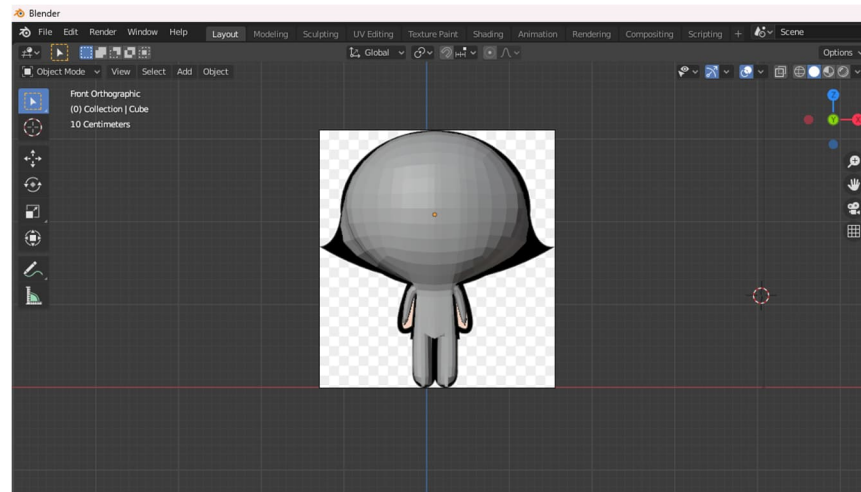 Blender
File Edit Render Window Help Layout Modeling Sculpting UV Editing Texture Paint Shading Animation Rendering Compositing Scripting + Scene
Global Options
Object Mode View Select Add Object
Front Orthographic
(0) Collection | Cube
10 Centimeters
Z
Y
X